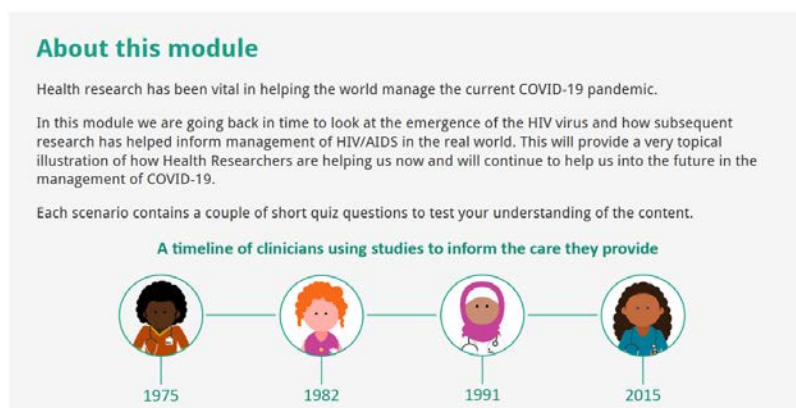 About this module
Health research has been vital in helping the world manage the current COVID-19 pandemic.
In this module we are going back in time to look at the emergence of the HIV virus and how subsequent
research has helped inform management of HIV/AIDS in the real world. This will provide a very topical
illustration of how Health Researchers are helping us now and will continue to help us into the future in the
management of COVID-19.
Each scenario contains a couple of short quiz questions to test your understanding of the content.
A timeline of clinicians using studies to inform the care they provide
1975 1982 1991 2015